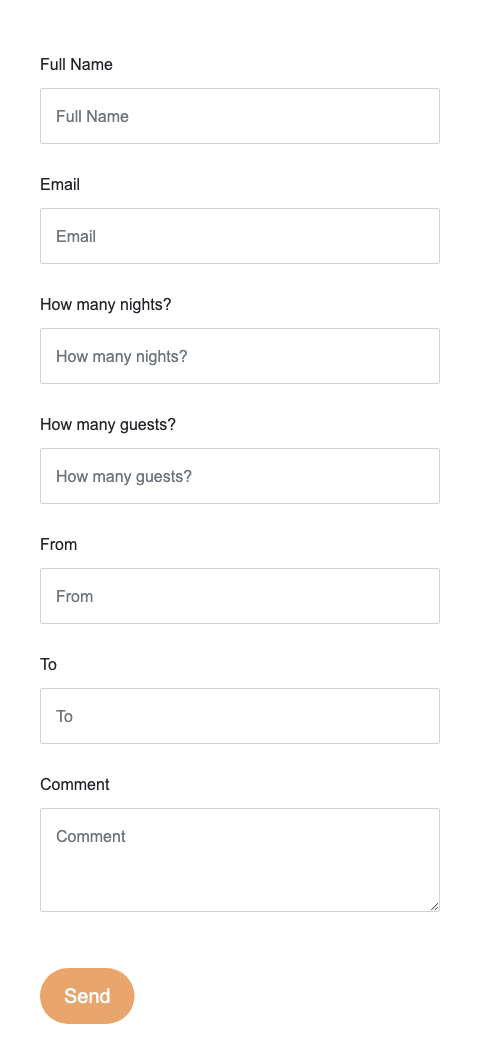 Full Name
Full Name
Email
Email
How many nights?
How many nights?
How many guests?
How many guests?
From
From
To
To
Comment
Comment
Send